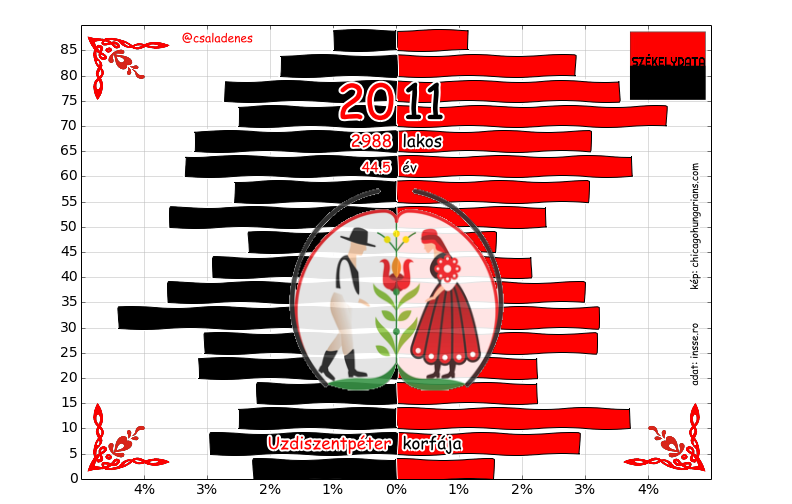 @csaladenes
SZÉKELYDATA
2011
2988 lakos
44.5 év
kép: chicagohungarians.com
adat: insse.ro
Uzdiszentpéter korfája
85
80
75
70
65
60
55
50
45
40
35
30
25
20
15
10
5
0
4% 3% 2% 1% 0% 1% 2% 3% 4%